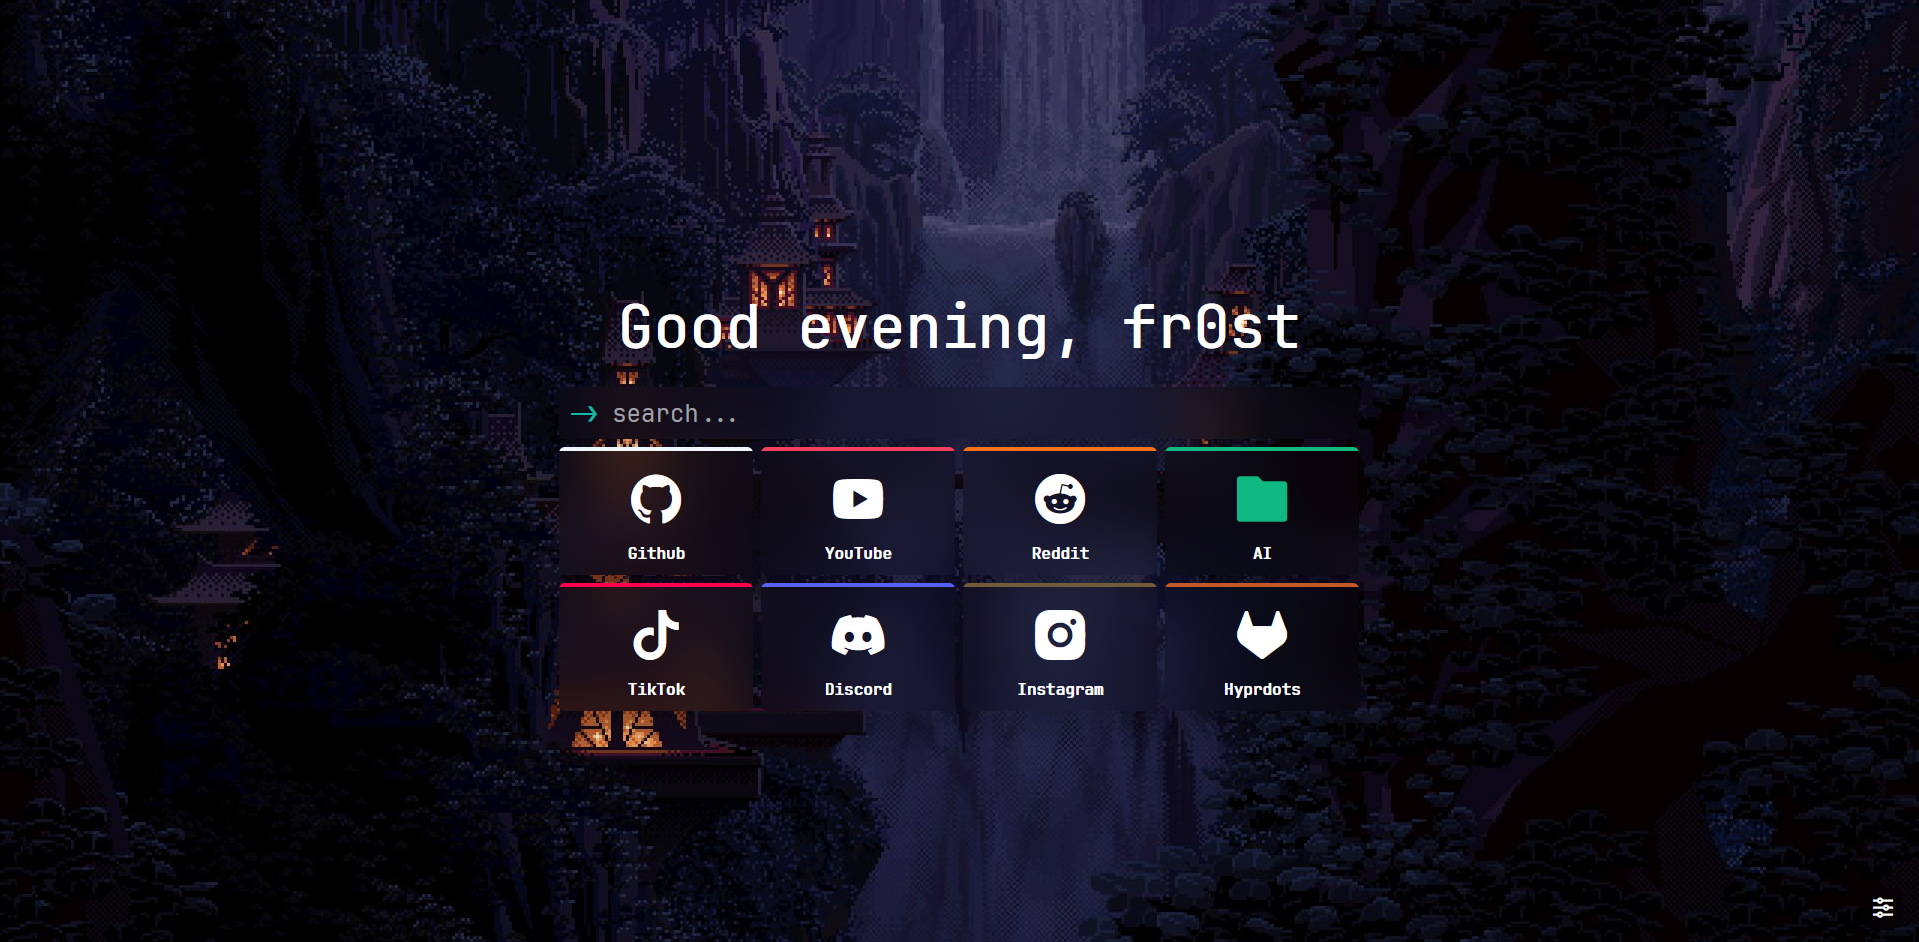 Good evening, fr0st
search...
Github
YouTube
Reddit
AI
TikTok
Discord
Instagram
Hyprdots